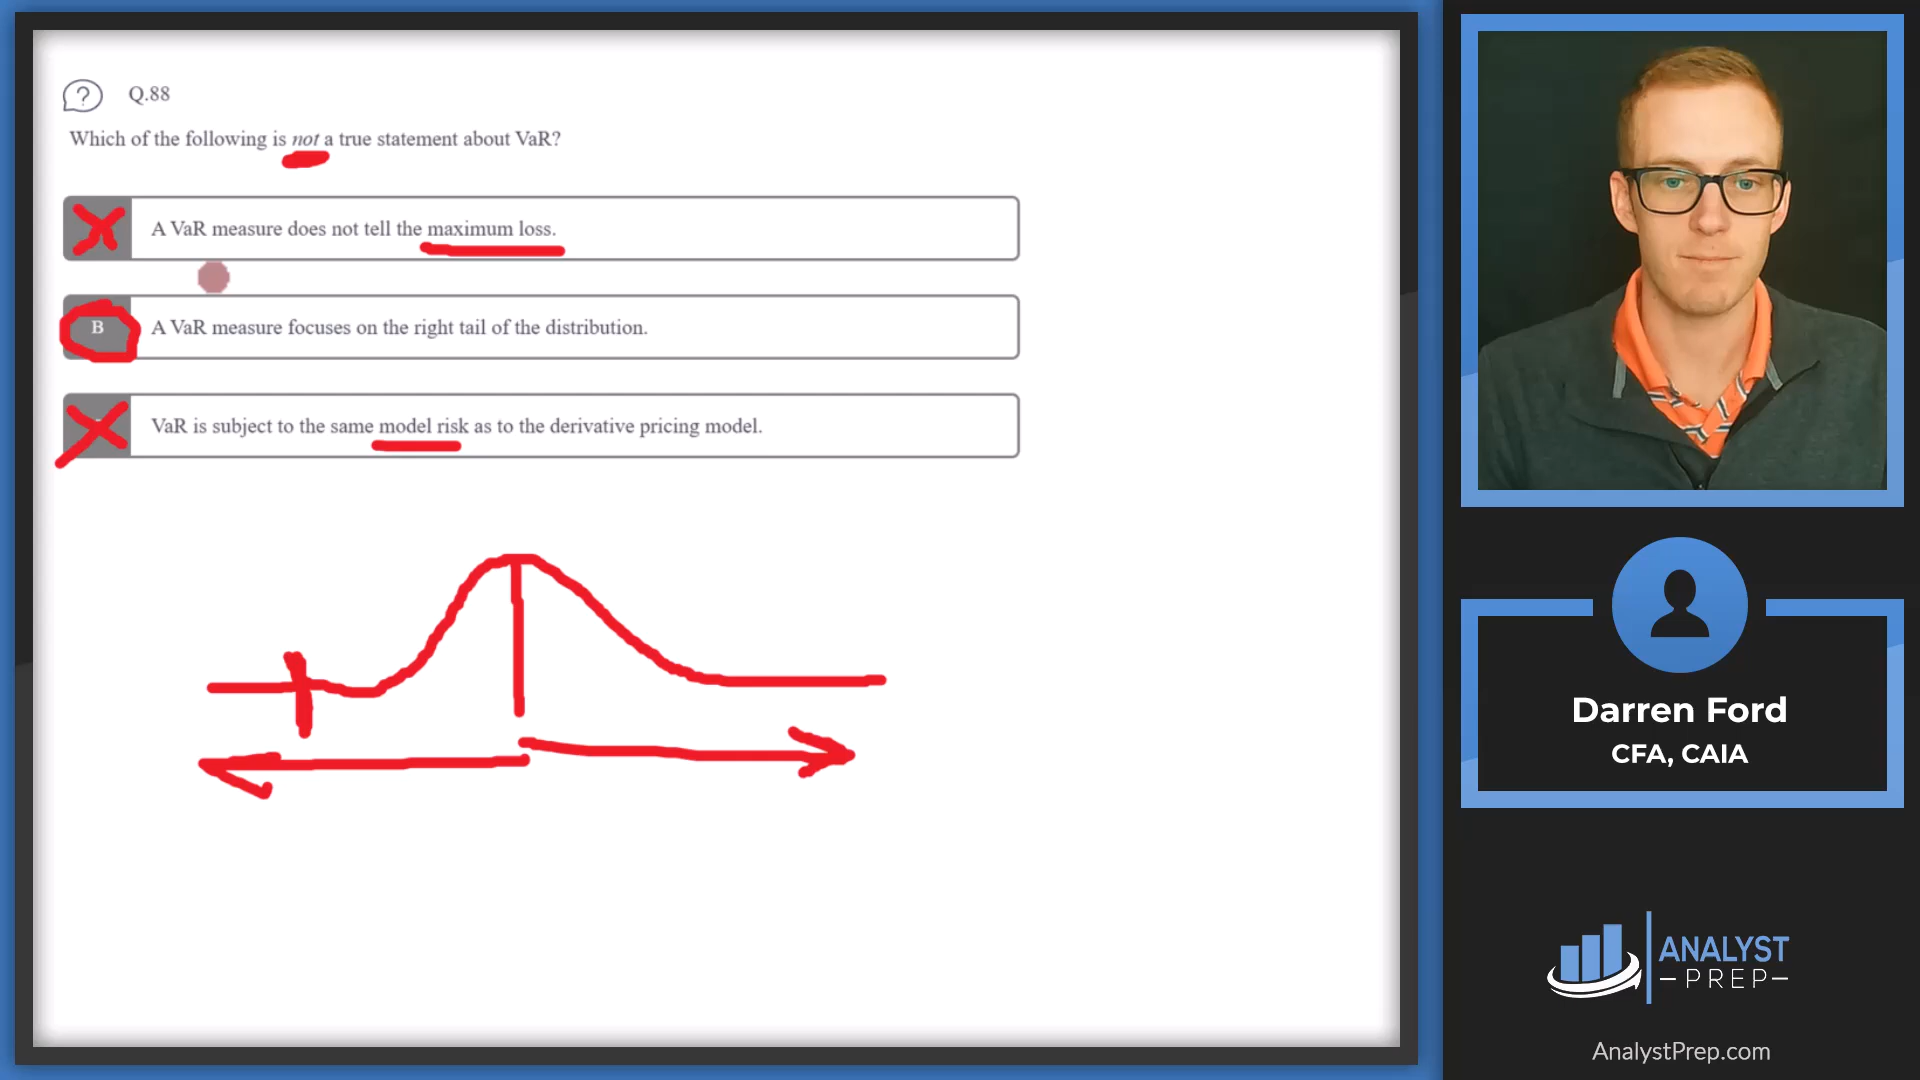 Q.88
Which of the following is not a true statement about VaR?
A VaR measure does not tell the maximum loss.
B
A VaR measure focuses on the right tail of the distribution.
VaR is subject to the same model risk as to the derivative pricing model.
Darren Ford
CFA, CAIA
ANALYST
PREP
AnalystPrep.com